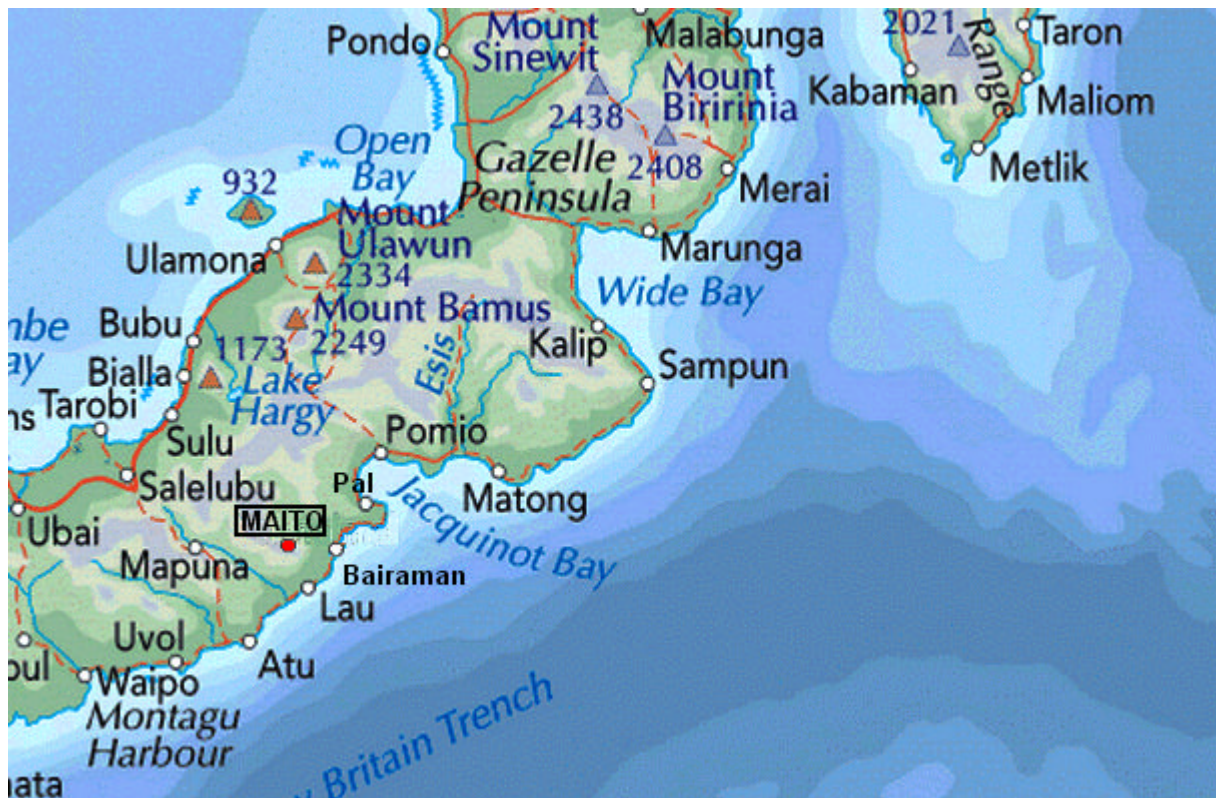 2021
Range
Taron
Mount
Sinewit
Pondo
Malabunga
Mount
Biririnia
Kabaman
Maliom
2438
Open
Bay
Gazelle
Peninsula
2408
Metlik
932
Merai
Mount
Ulawun
Ulamona
Marunga
2334
Wide Bay
Mount Bamus
Bubu
2249
Kalip
1173
Esis
Bialla
Lake
Hargy
Sampun
Tarobi
Sulu
Pomio
Salelubu
Pal
Matong
Jacquinot Bay
MAITO
Ubai
Mapuna
Bairaman
Lau
Uvol
Atu
Waipo
Montagu
Harbour
Britain Trench